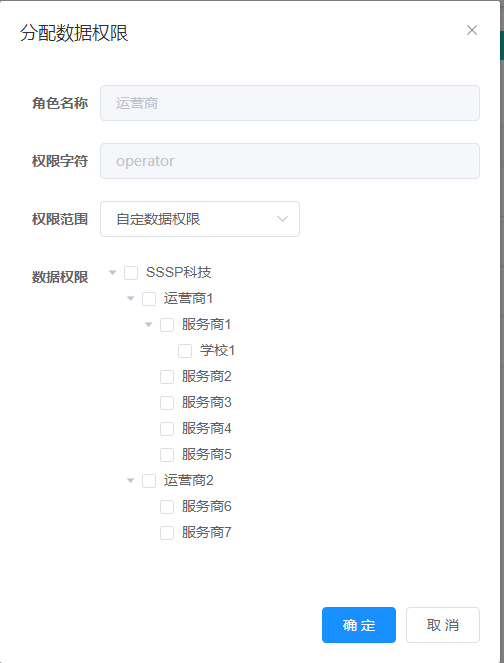 分配数据权限
角色名称 运营商
权限字符 operator
权限范围 自定数据权限
数据权限 SSSP科技
运营商1
服务商1
学校1
服务商2
服务商3
服务商4
服务商5
运营商2
服务商6
服务商7
确 定 取 消